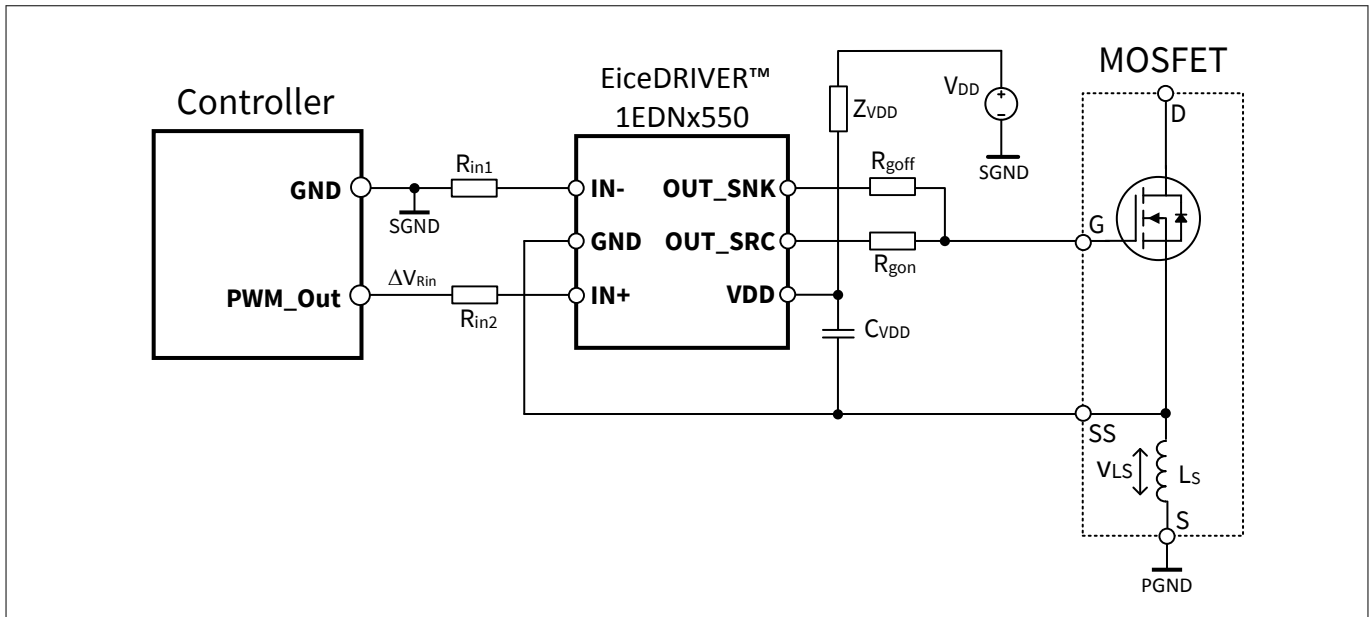 EiceDRIVER™
1EDNx550
MOSFET
Controller
VDD
ZVDD
D
SGND
Rin1
Rgoff
GND
IN-
OUT_SNK
SGND
G
GND
OUT_SRC
Rgon
ΔVRin
PWM_Out
IN+
VDD
Rin2
CVDD
SS
vLS
LS
S
PGND